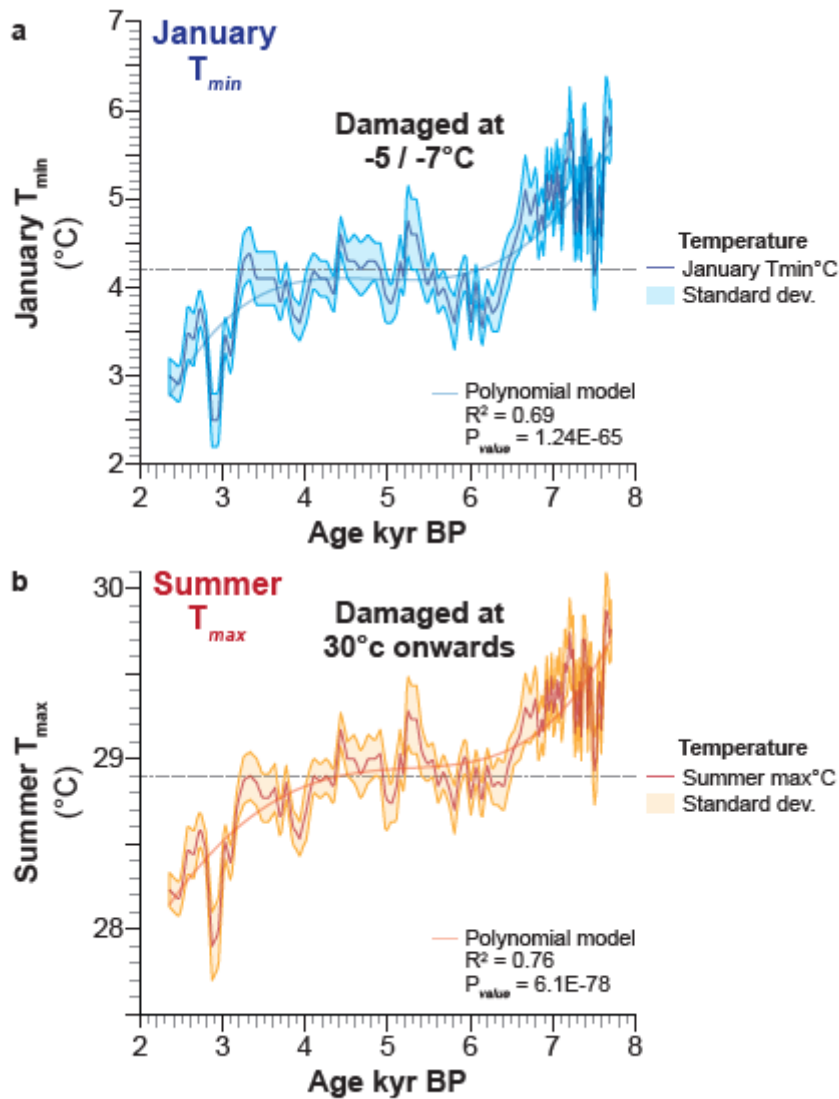 a
January
Tmin
Damaged at
-5 / -7°C
January Tmin
(°C)
7
6
5
4
3
2
2 3 4 5 6 7 8
Age kyr BP
Temperature
January Tmin°C
Standard dev.
Polynomial model
R² = 0.69
Pvalue = 1.24E-65
b
Summer
Tmax
Damaged at
30°c onwards
Summer Tmax
(°C)
30
29
28
2 3 4 5 6 7 8
Age kyr BP
Temperature
Summer max°C
Standard dev.
Polynomial model
R² = 0.76
Pvalue = 6.1E-78